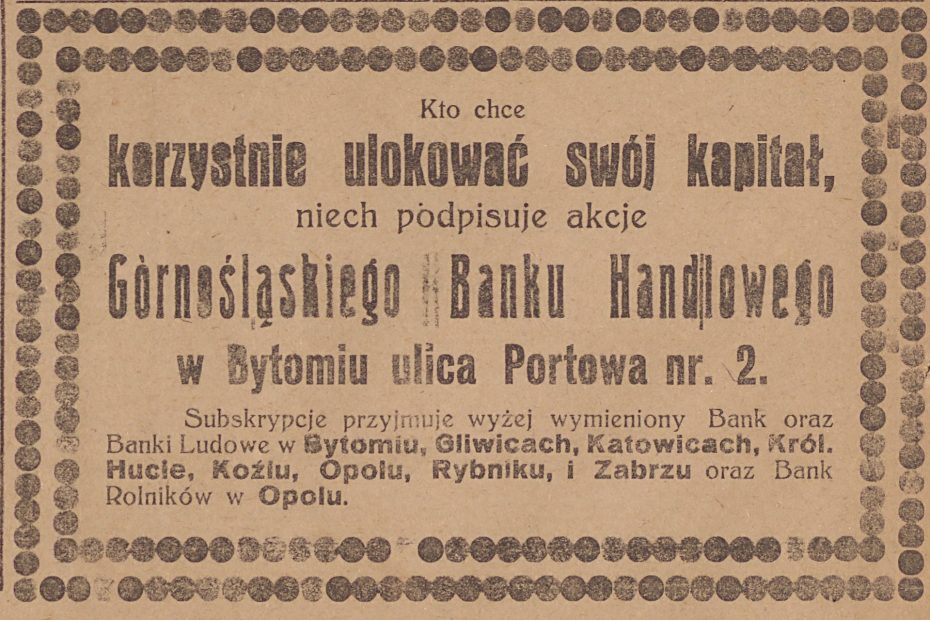 Kto chce
korzystnie ulokować swój kapitał,
niech podpisuje akcje
Górnośląskiego Banku Handlowego
w Bytomiu ulica Portowa nr. 2.
Subskrypcje przyjmuje wyżej wymieniony Bank oraz
Banki Ludowe w Bytomiu, Gliwicach, Katowicach, Król.
Hucie, Koźlu, Opolu, Rybniku, i Zabrzu oraz Bank
Rolników w Opolu.